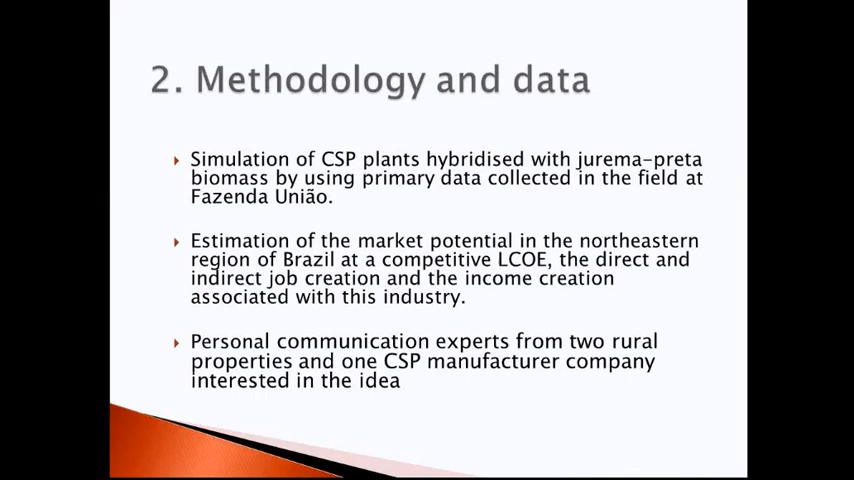 2. Methodology and data
Simulation of CSP plants hybridised with jurema-preta
biomass by using primary data collected in the field at
Fazenda União.
Estimation of the market potential in the northeastern
region of Brazil at a competitive LCOE, the direct and
indirect job creation and the income creation
associated with this industry.
Personal communication experts from two rural
properties and one CSP manufacturer company
interested in the idea